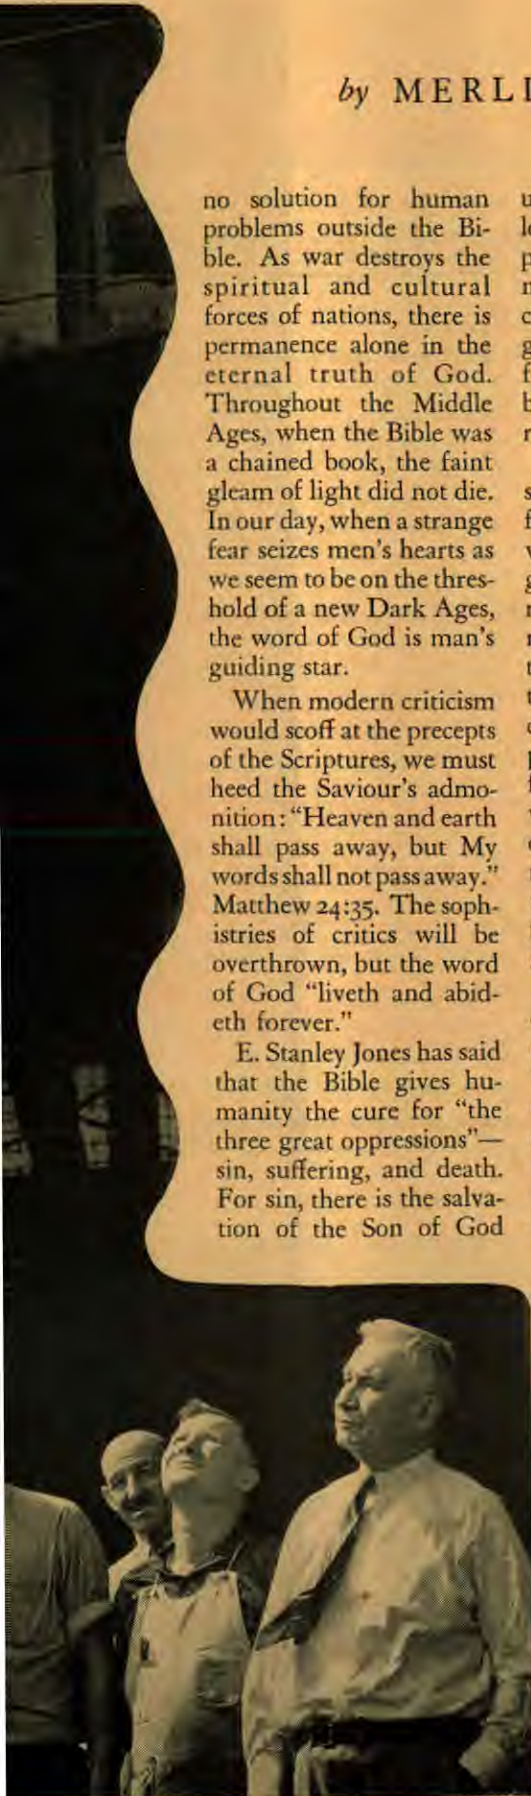 by MERLI
no solution for human
problems outside the Bi-
ble. As war destroys the
spiritual and cultural
forces of nations, there is
permanence alone in the
eternal truth of God.
Throughout the Middle
Ages, when the Bible was
a chained book, the faint
gleam of light did not die.
In our day, when a strange
fear seizes men's hearts as
we seem to be on the thres-
hold of a new Dark Ages,
the word of God is man's
guiding star.
When modern criticism
would scoff at the precepts
of the Scriptures, we must
heed the Saviour's admo-
nition: "Heaven and earth
shall pass away, but My
words shall not pass away."
Matthew 24:35. The soph-
istries of critics will be
overthrown, but the word
of God "liveth and abid-
eth forever."
E. Stanley Jones has said
that the Bible gives hu-
manity the cure for "the
three great oppressions"—
sin, suffering, and death.
For sin, there is the salva-
tion of the Son of God